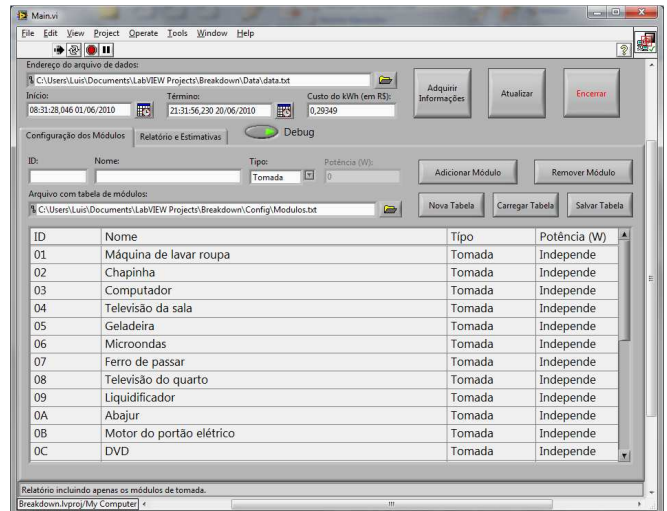 Main.vi
File Edit View Project Operate Tools Window Help
Endereço do arquivo de dados:
C:\Users\Luis\Documents\LabVIEW Projects\Breakdown\Data\data.txt
Início: Término: Custo do kWh (em R$):
08:31:28,046 01/06/2010 21:31:56,230 20/06/2010 0,29349
Adquirir Informações Atualizar Encerrar
Configuração dos Módulos Relatório e Estimativas Debug
ID: Nome: Tipo: Potência (W):
Tomada 0
Adicionar Módulo Remover Módulo
Arquivo com tabela de módulos:
C:\Users\Luis\Documents\LabVIEW Projects\Breakdown\Config\Modulos.txt
Nova Tabela Carregar Tabela Salvar Tabela
ID Nome Tipo Potência (W)
01 Máquina de lavar roupa Tomada Independe
02 Chapinha Tomada Independe
03 Computador Tomada Independe
04 Televisão da sala Tomada Independe
05 Geladeira Tomada Independe
06 Microondas Tomada Independe
07 Ferro de passar Tomada Independe
08 Televisão do quarto Tomada Independe
09 Liquidificador Tomada Independe
0A Abajur Tomada Independe
0B Motor do portão elétrico Tomada Independe
0C DVD Tomada Independe
Relatório incluindo apenas os módulos de tomada.
Breakdown.lvproj/My Computer